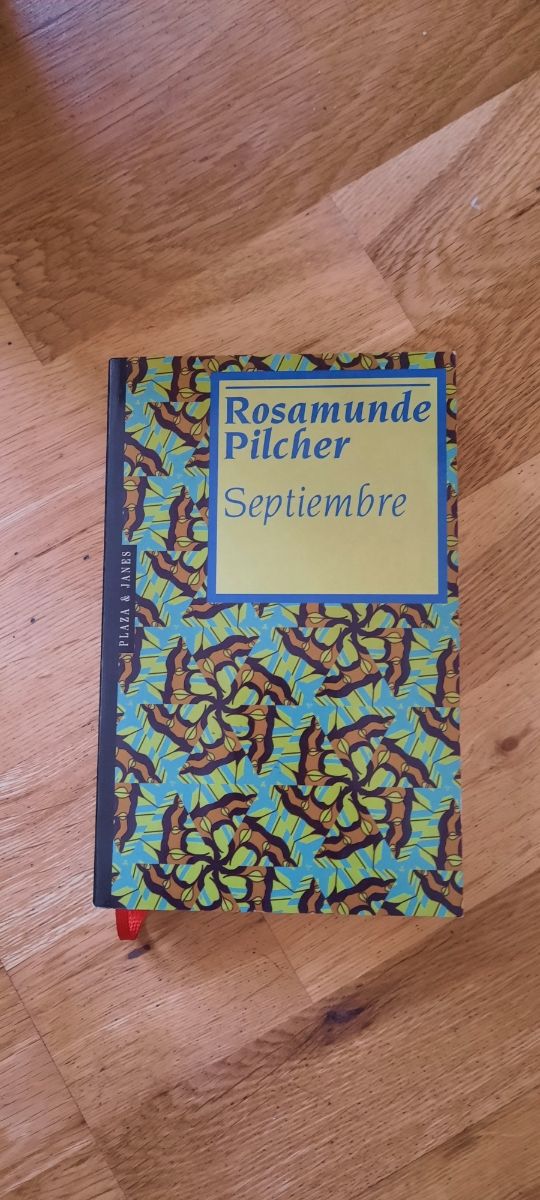 Rosamunde
Pilcher
Septiembre
PLAZA & JANES